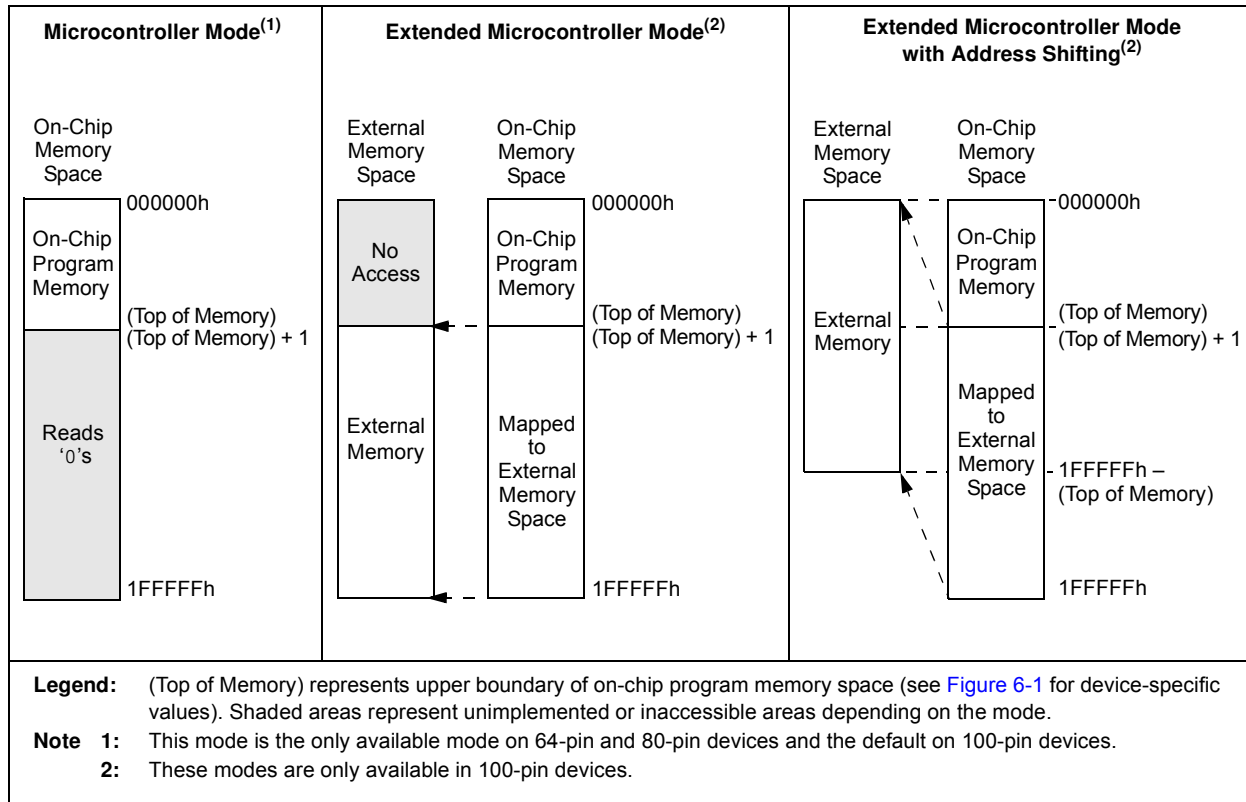 Microcontroller Mode(1)
On-Chip
Memory
Space
000000h
On-Chip
Program
Memory
(Top of Memory)
(Top of Memory) + 1
Reads
‘0’s
1FFFFFh
Extended Microcontroller Mode(2)
External
Memory
Space
On-Chip
Memory
Space
000000h
No
Access
On-Chip
Program
Memory
(Top of Memory)
(Top of Memory) + 1
External
Memory
Mapped
to
External
Memory
Space
1FFFFFh
Extended Microcontroller Mode
with Address Shifting(2)
External
Memory
Space
On-Chip
Memory
Space
000000h
On-Chip
Program
Memory
External
Memory
(Top of Memory)
(Top of Memory) + 1
Mapped
to
External
Memory
Space
1FFFFFh –
(Top of Memory)
1FFFFFh
Legend: (Top of Memory) represents upper boundary of on-chip program memory space (see Figure 6-1 for device-specific
values). Shaded areas represent unimplemented or inaccessible areas depending on the mode.
Note 1: This mode is the only available mode on 64-pin and 80-pin devices and the default on 100-pin devices.
2: These modes are only available in 100-pin devices.